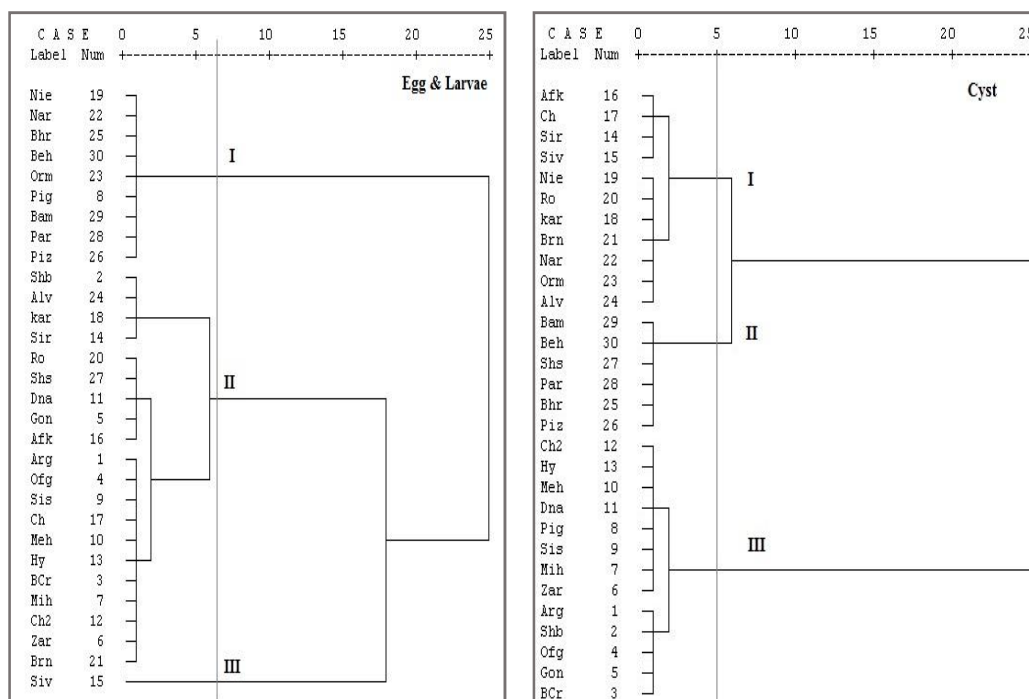 C A S E 0 5 10 15 20 25
Label Num
Egg & Larvae
Nie 19
Nar 22
Bhr 25
Beh 30
I
Orm 23
Pig 8
Bam 29
Par 28
Piz 26
Shb 2
Alv 24
kar 18
Sir 14
Ro 20
Shs 27
II
Dna 11
Gon 5
Afk 16
Arg 1
Ofg 4
Sis 9
Ch 17
Meh 10
Hy 13
BCr 3
Mih 7
Ch2 12
Zar 6
Brn 21
III
Siv 15
C A S E 0 5 10 15 20 25
Label Num
Cyst
Afk 16
Ch 17
Sir 14
Siv 15
Nie 19
I
Ro 20
kar 18
Brn 21
Nar 22
Orm 23
Alv 24
Bam 29
II
Beh 30
Shs 27
Par 28
Bhr 25
Piz 26
Ch2 12
Hy 13
Meh 10
Dna 11
Pig 8
Sis 9
III
Mih 7
Zar 6
Arg 1
Shb 2
Ofg 4
Gon 5
BCr 3